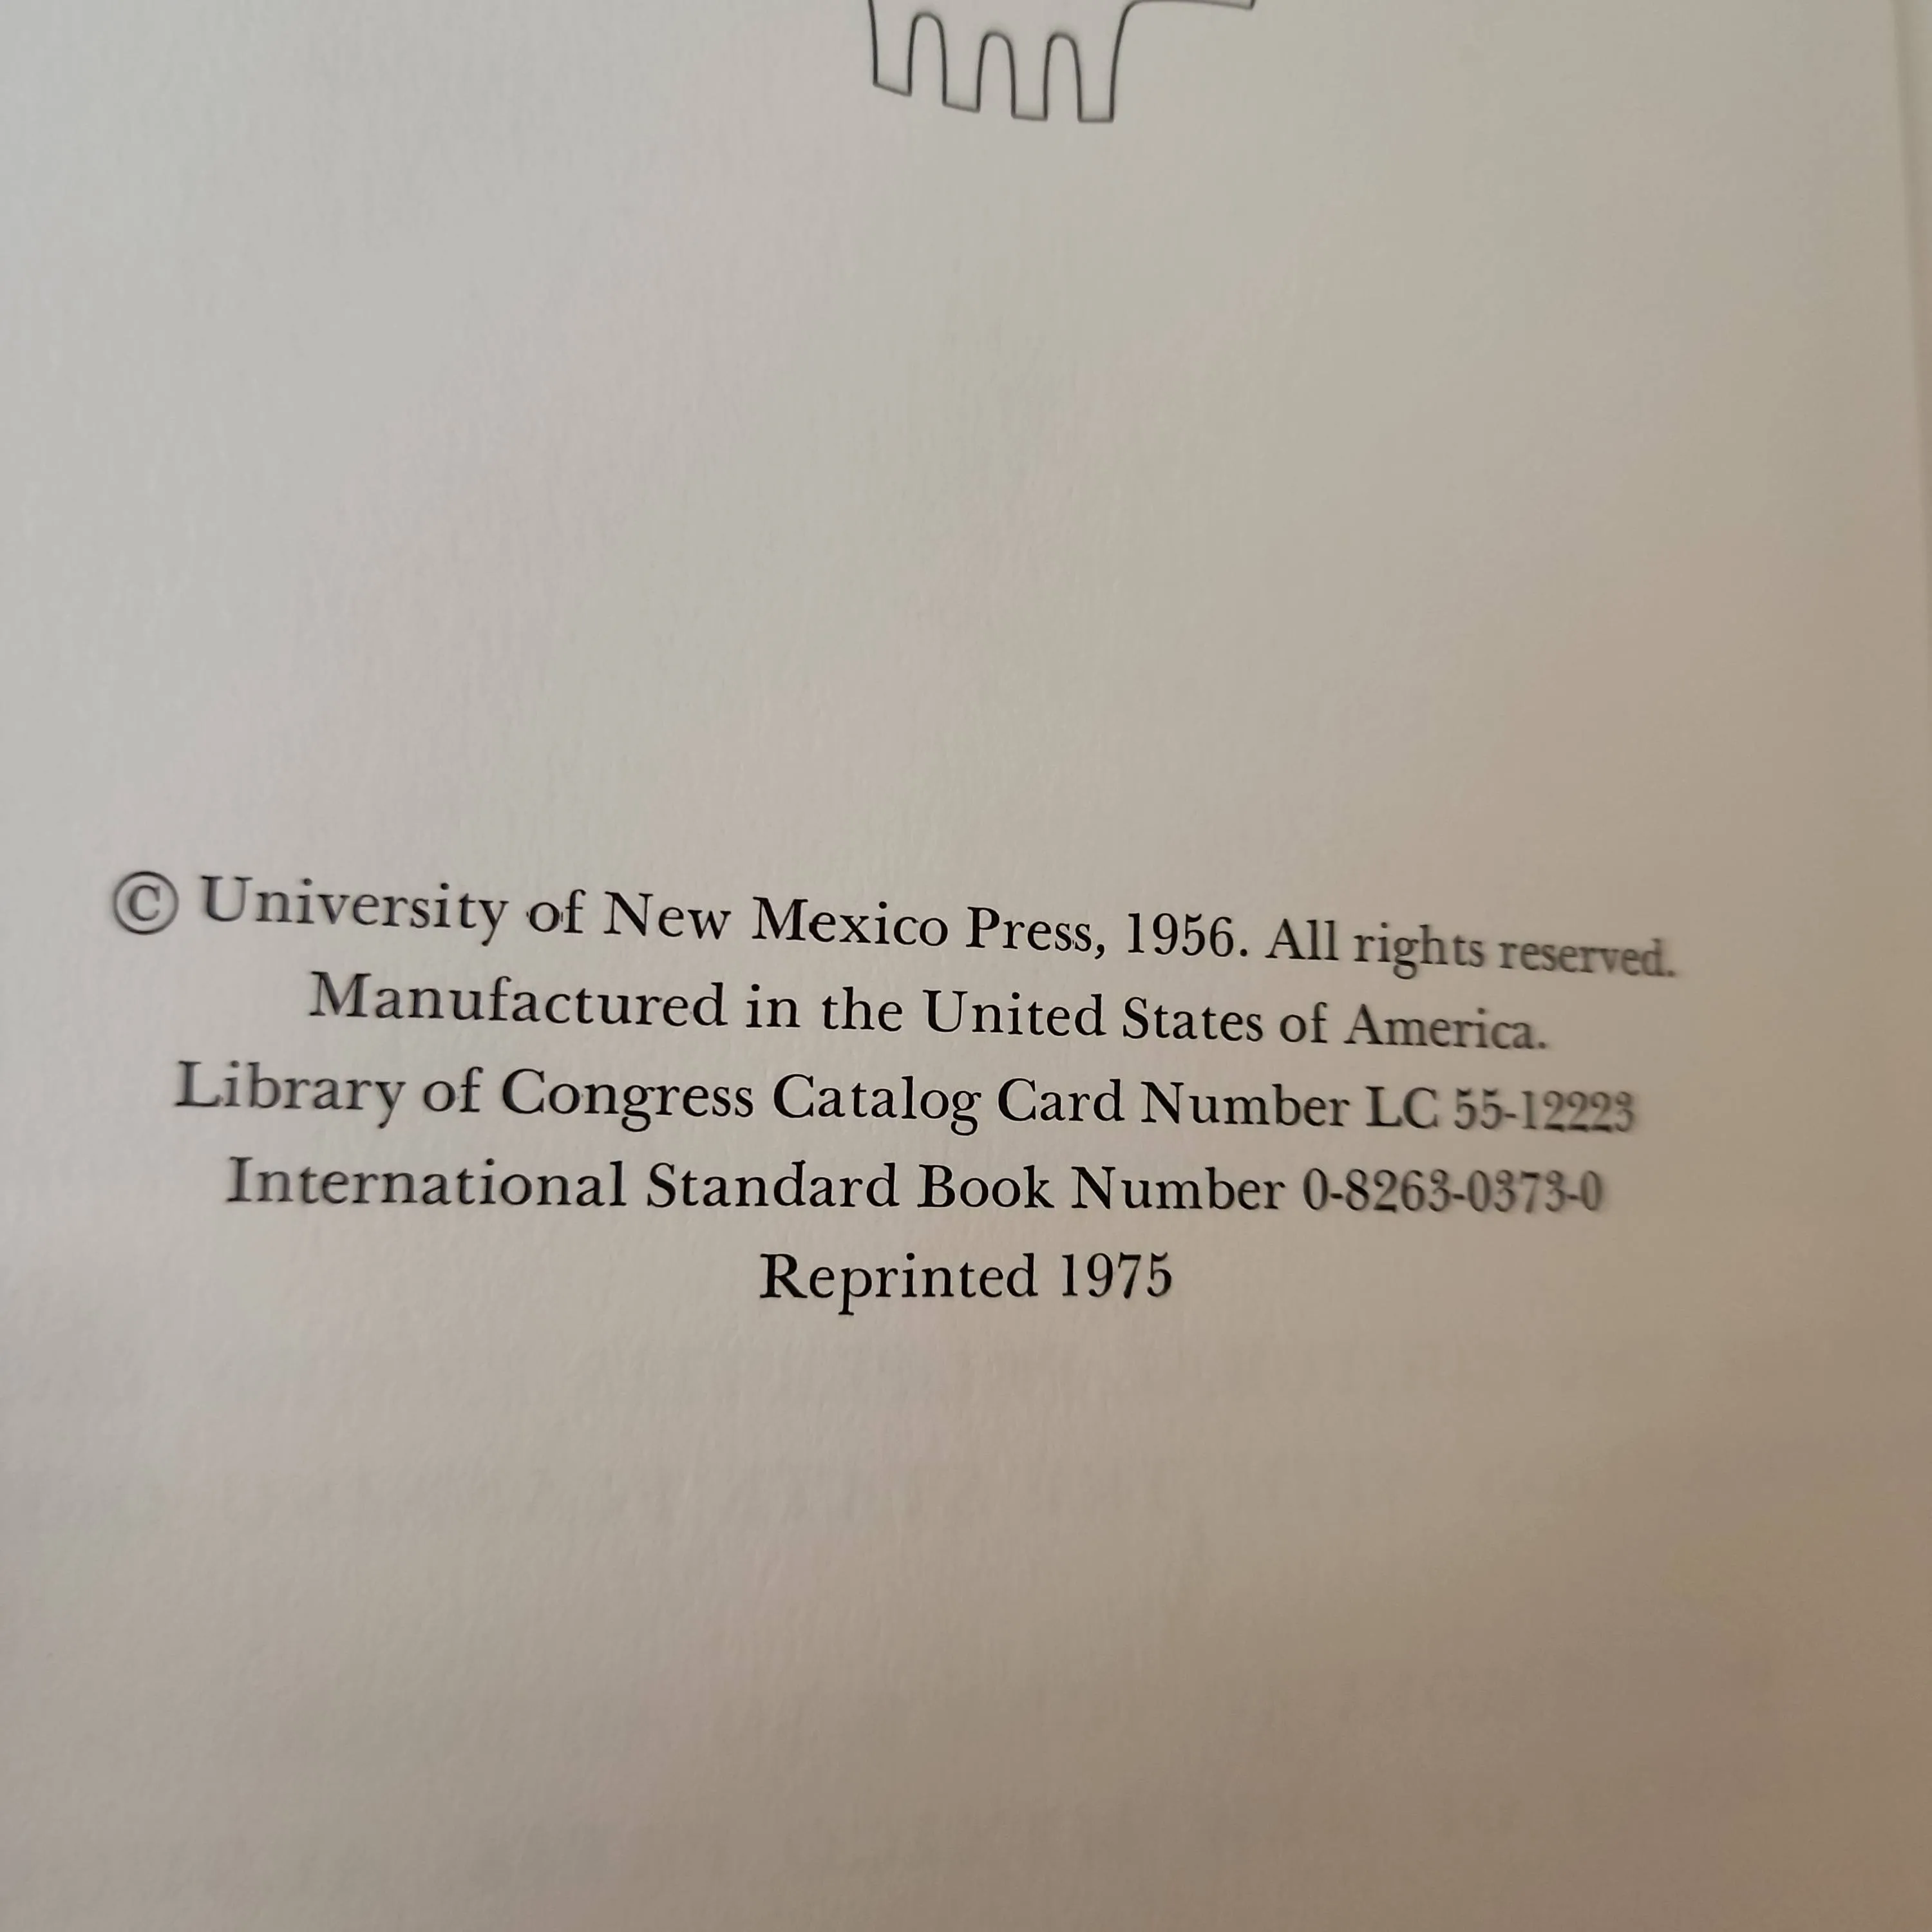 © University of New Mexico Press, 1956. All rights reserved.
Manufactured in the United States of America.
Library of Congress Catalog Card Number LC 55-12223
International Standard Book Number 0-8263-0373-0
Reprinted 1975